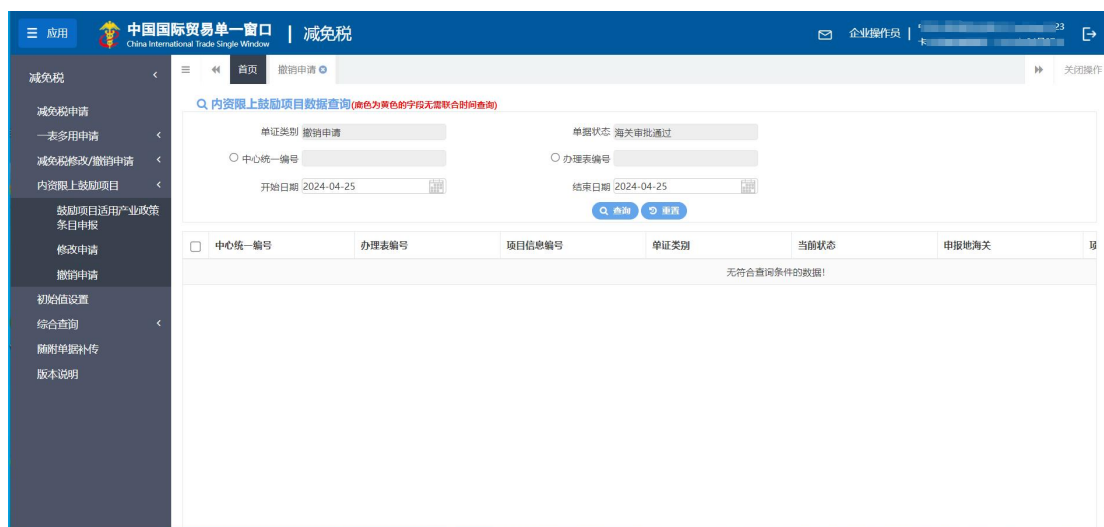 应用
中国国际贸易单一窗口 | 减免税
China International Trade Single Window
企业操作员 |
23
减免税
首页
撤销申请
关闭操作
减免税申请
一表多用申请
减免税修改/撤销申请
内资限上鼓励项目
鼓励项目适用产业政策
条目申报
修改申请
撤销申请
初始值设置
综合查询
随附单据补传
版本说明
内资限上鼓励项目数据查询(底色为黄色的字段无需联合时间查询)
单证类别 撤销申请 单据状态 海关审批通过
中心统一编号 办理表编号
开始日期 2024-04-25 结束日期 2024-04-25
查询 重置
中心统一编号 办理表编号 项目信息编号 单证类别 当前状态 申报地海关
无符合查询条件的数据!